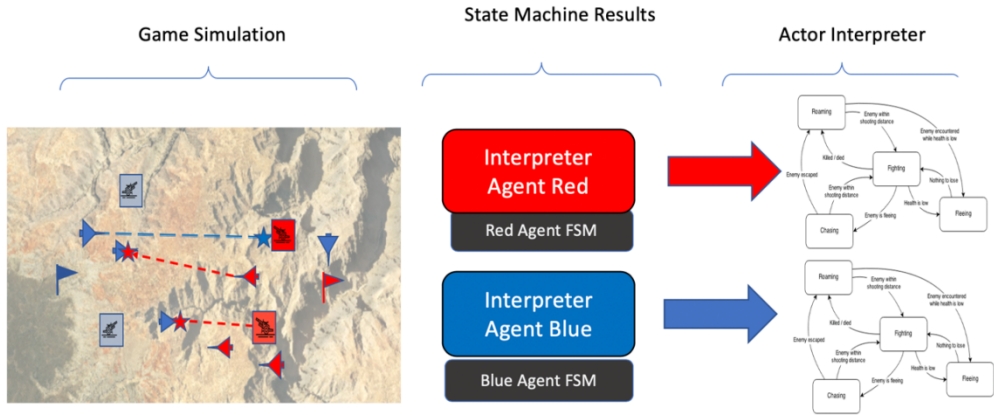 Game Simulation
State Machine Results
Actor Interpreter
Interpreter
Agent Red
Red Agent FSM
Interpreter
Agent Blue
Blue Agent FSM
Roaming
Enemy within
shooting distance
Enemy encountered
while health is low
Killed / died
Fighting
Enemy escaped
Enemy within
shooting distance
Nothing to lose
Health is low
Fleeing
Enemy is fleeing
Chasing
Roaming
Enemy within
shooting distance
Enemy encountered
while health is low
Killed / died
Fighting
Enemy escaped
Enemy within
shooting distance
Nothing to lose
Health is low
Fleeing
Enemy is fleeing
Chasing